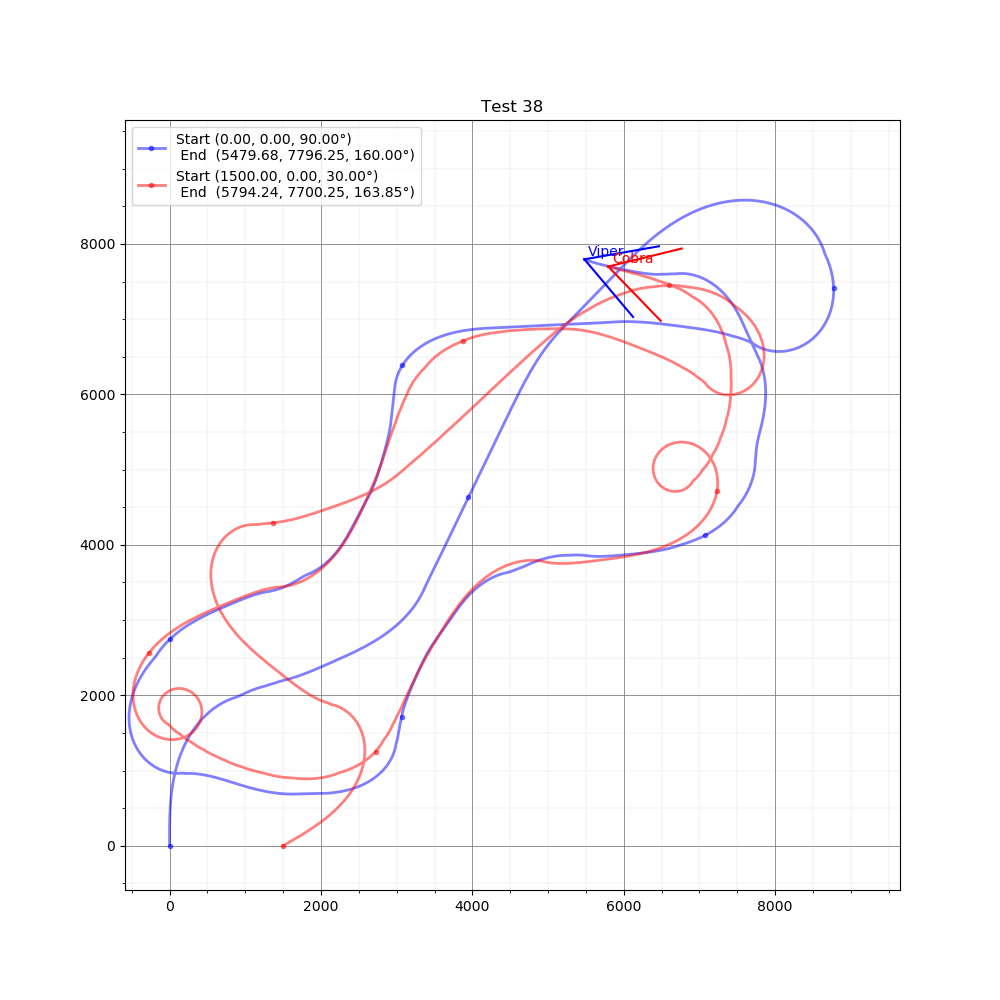 Test 38
Start (0.00, 0.00, 90.00°)
End  (5479.68, 7796.25, 160.00°)
Start (1500.00, 0.00, 30.00°)
End  (5794.24, 7700.25, 163.85°)
Viper
Cobra
8000
6000
4000
2000
0
0 2000 4000 6000 8000